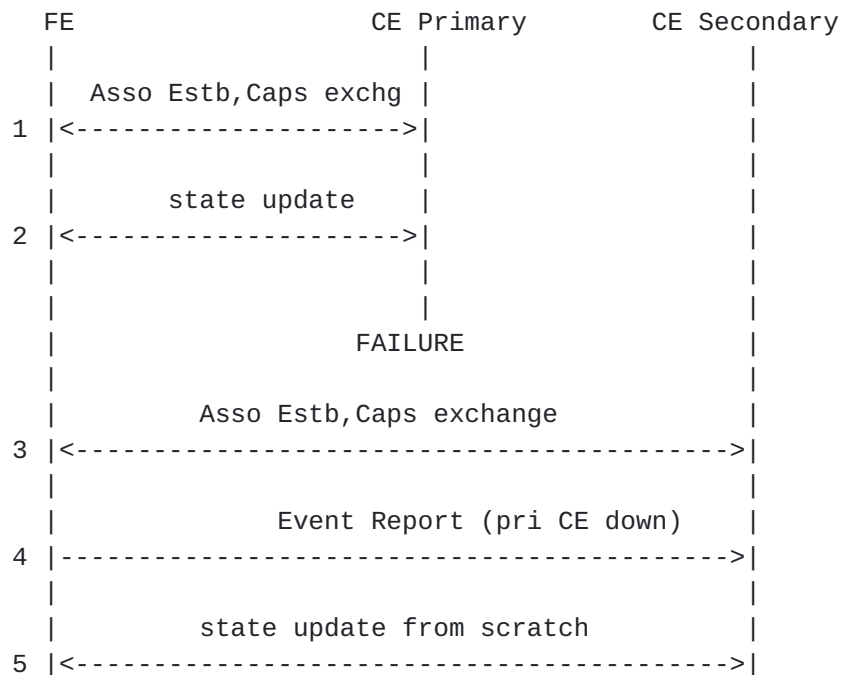 FE                   CE Primary        CE Secondary
|                       |                    |
|  Asso Estb,Caps exchg |                    |
1 |<--------------------->|                    |
|                       |                    |
|       state update    |                    |
2 |<--------------------->|                    |
|                       |                    |
|                       |                    |
|                   FAILURE                  |
|                                            |
|         Asso Estb,Caps exchange            |
3 |<------------------------------------------>|
|                                            |
|              Event Report (pri CE down)    |
4 |------------------------------------------->|
|                                            |
|         state update from scratch          |
5 |<------------------------------------------>|